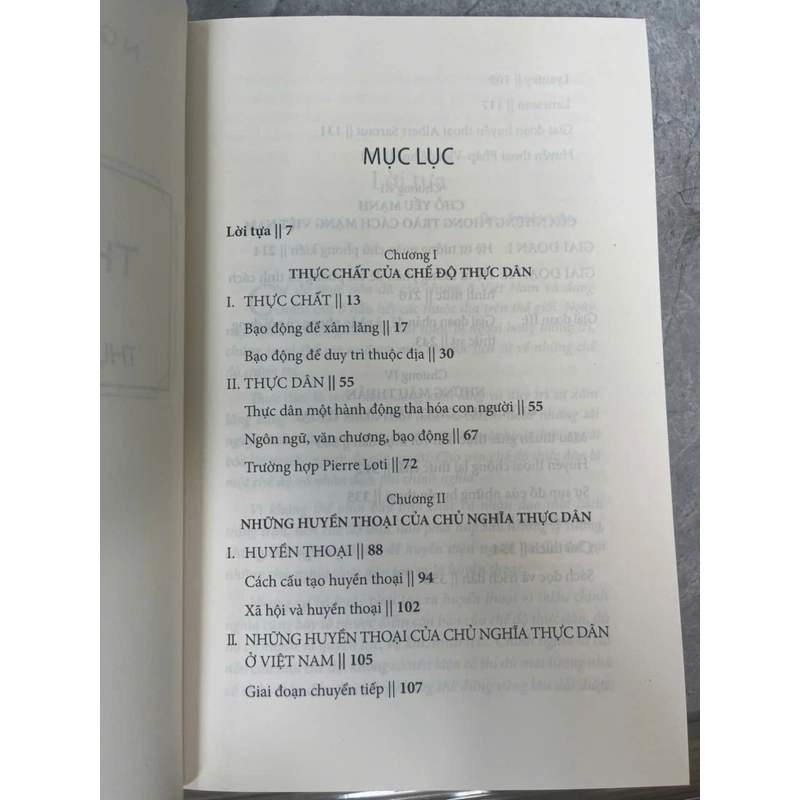 MỤC LỤC
Lời tựa || 7
Chương I
THỰC CHẤT CỦA CHẾ ĐỘ THỰC DÂN
I. THỰC CHẤT || 13
Bạo động để xâm lăng || 17
Bạo động để duy trì thuộc địa || 30
II. THỰC DÂN || 55
Thực dân một hành động tha hóa con người || 55
Ngôn ngữ, văn chương, bạo động || 67
Trường hợp Pierre Loti || 72
Chương II
NHỮNG HUYỀN THOẠI CỦA CHỦ NGHĨA THỰC DÂN
I. HUYỀN THOẠI || 88
Cách cấu tạo huyền thoại || 94
Xã hội và huyền thoại || 102
II. NHỮNG HUYỀN THOẠI CỦA CHỦ NGHĨA THỰC DÂN
Ở VIỆT NAM || 105
Giai đoạn chuyển tiếp || 107